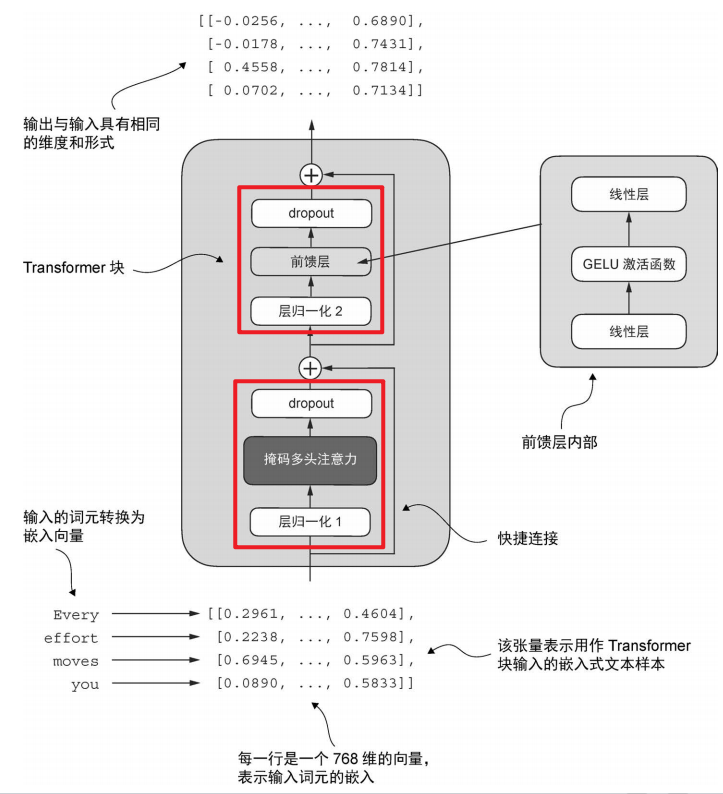 [[-0.0256, ..., 0.6890],
[-0.0178, ..., 0.7431],
[ 0.4558, ..., 0.7814],
[ 0.0702, ..., 0.7134]]
输出与输入具有相同
的维度和形式
dropout
前馈层
层归一化 2
Transformer 块
线性层
GELU 激活函数
线性层
前馈层内部
dropout
掩码多头注意力
层归一化 1
快捷连接
输入的词元转换为
嵌入向量
Every [[0.2961, ..., 0.4604],
effort [0.2238, ..., 0.7598],
moves [0.6945, ..., 0.5963],
you [0.0890, ..., 0.5833]]
该张量表示用作 Transformer
块输入的嵌入式文本样本
每一行是一个 768 维的向量，
表示输入词元的嵌入